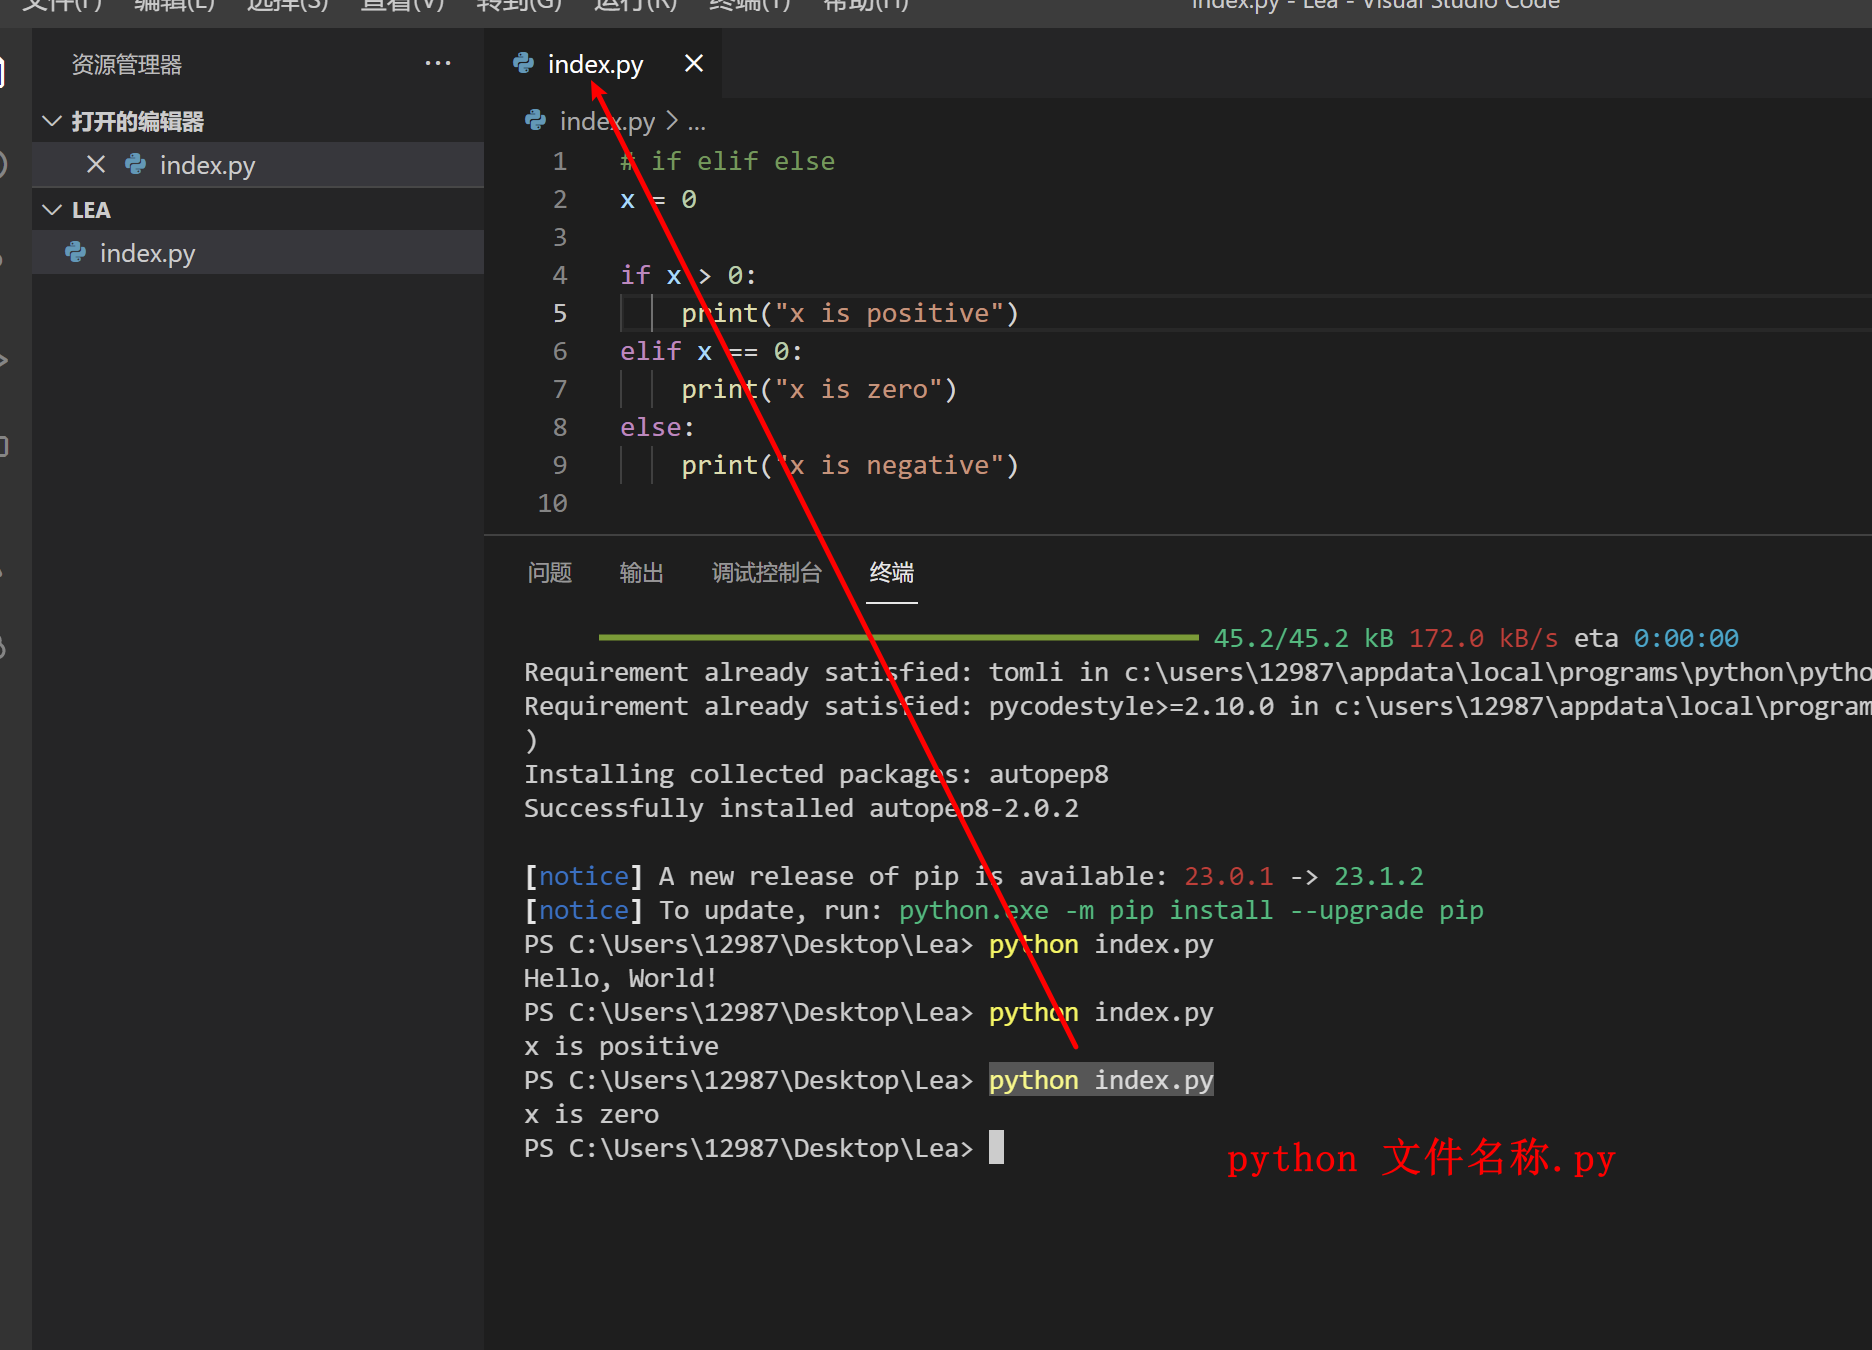 文件(F) 编辑(E) 选择(S) 查看(V) 转到(G) 运行(R) 终端(T) 帮助(H) index.py - Lea - Visual Studio Code
资源管理器 ···
打开的编辑器
index.py
LEA
index.py
index.py
index.py > ...
1 # if elif else
2 x = 0
3
4 if x > 0:
5 print("x is positive")
6 elif x == 0:
7 print("x is zero")
8 else:
9 print("x is negative")
10
问题 输出 调试控制台 终端
45.2/45.2 kB 172.0 kB/s eta 0:00:00
Requirement already satisfied: tomli in c:\users\12987\appdata\local\programs\python\pytho
Requirement already satisfied: pycodestyle>=2.10.0 in c:\users\12987\appdata\local\program
)
Installing collected packages: autopep8
Successfully installed autopep8-2.0.2
[notice] A new release of pip is available: 23.0.1 -> 23.1.2
[notice] To update, run: python.exe -m pip install --upgrade pip
PS C:\Users\12987\Desktop\Lea> python index.py
Hello, World!
PS C:\Users\12987\Desktop\Lea> python index.py
x is positive
PS C:\Users\12987\Desktop\Lea> python index.py
x is zero
PS C:\Users\12987\Desktop\Lea>
python 文件名称.py